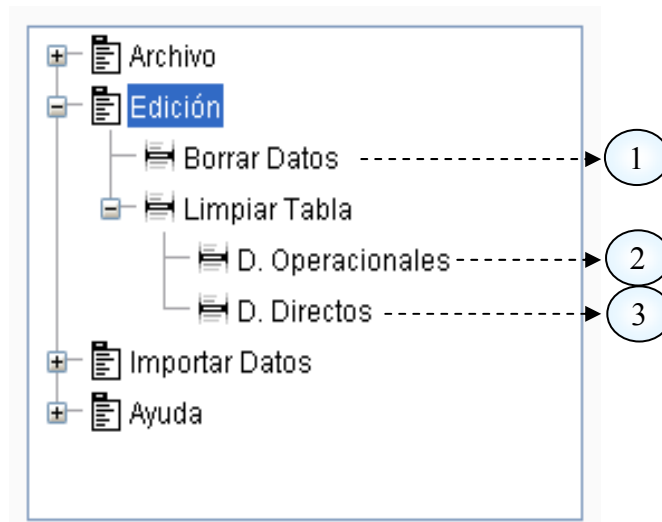 Archivo
Edición
Borrar Datos 1
Limpiar Tabla
D. Operacionales 2
D. Directos 3
Importar Datos
Ayuda